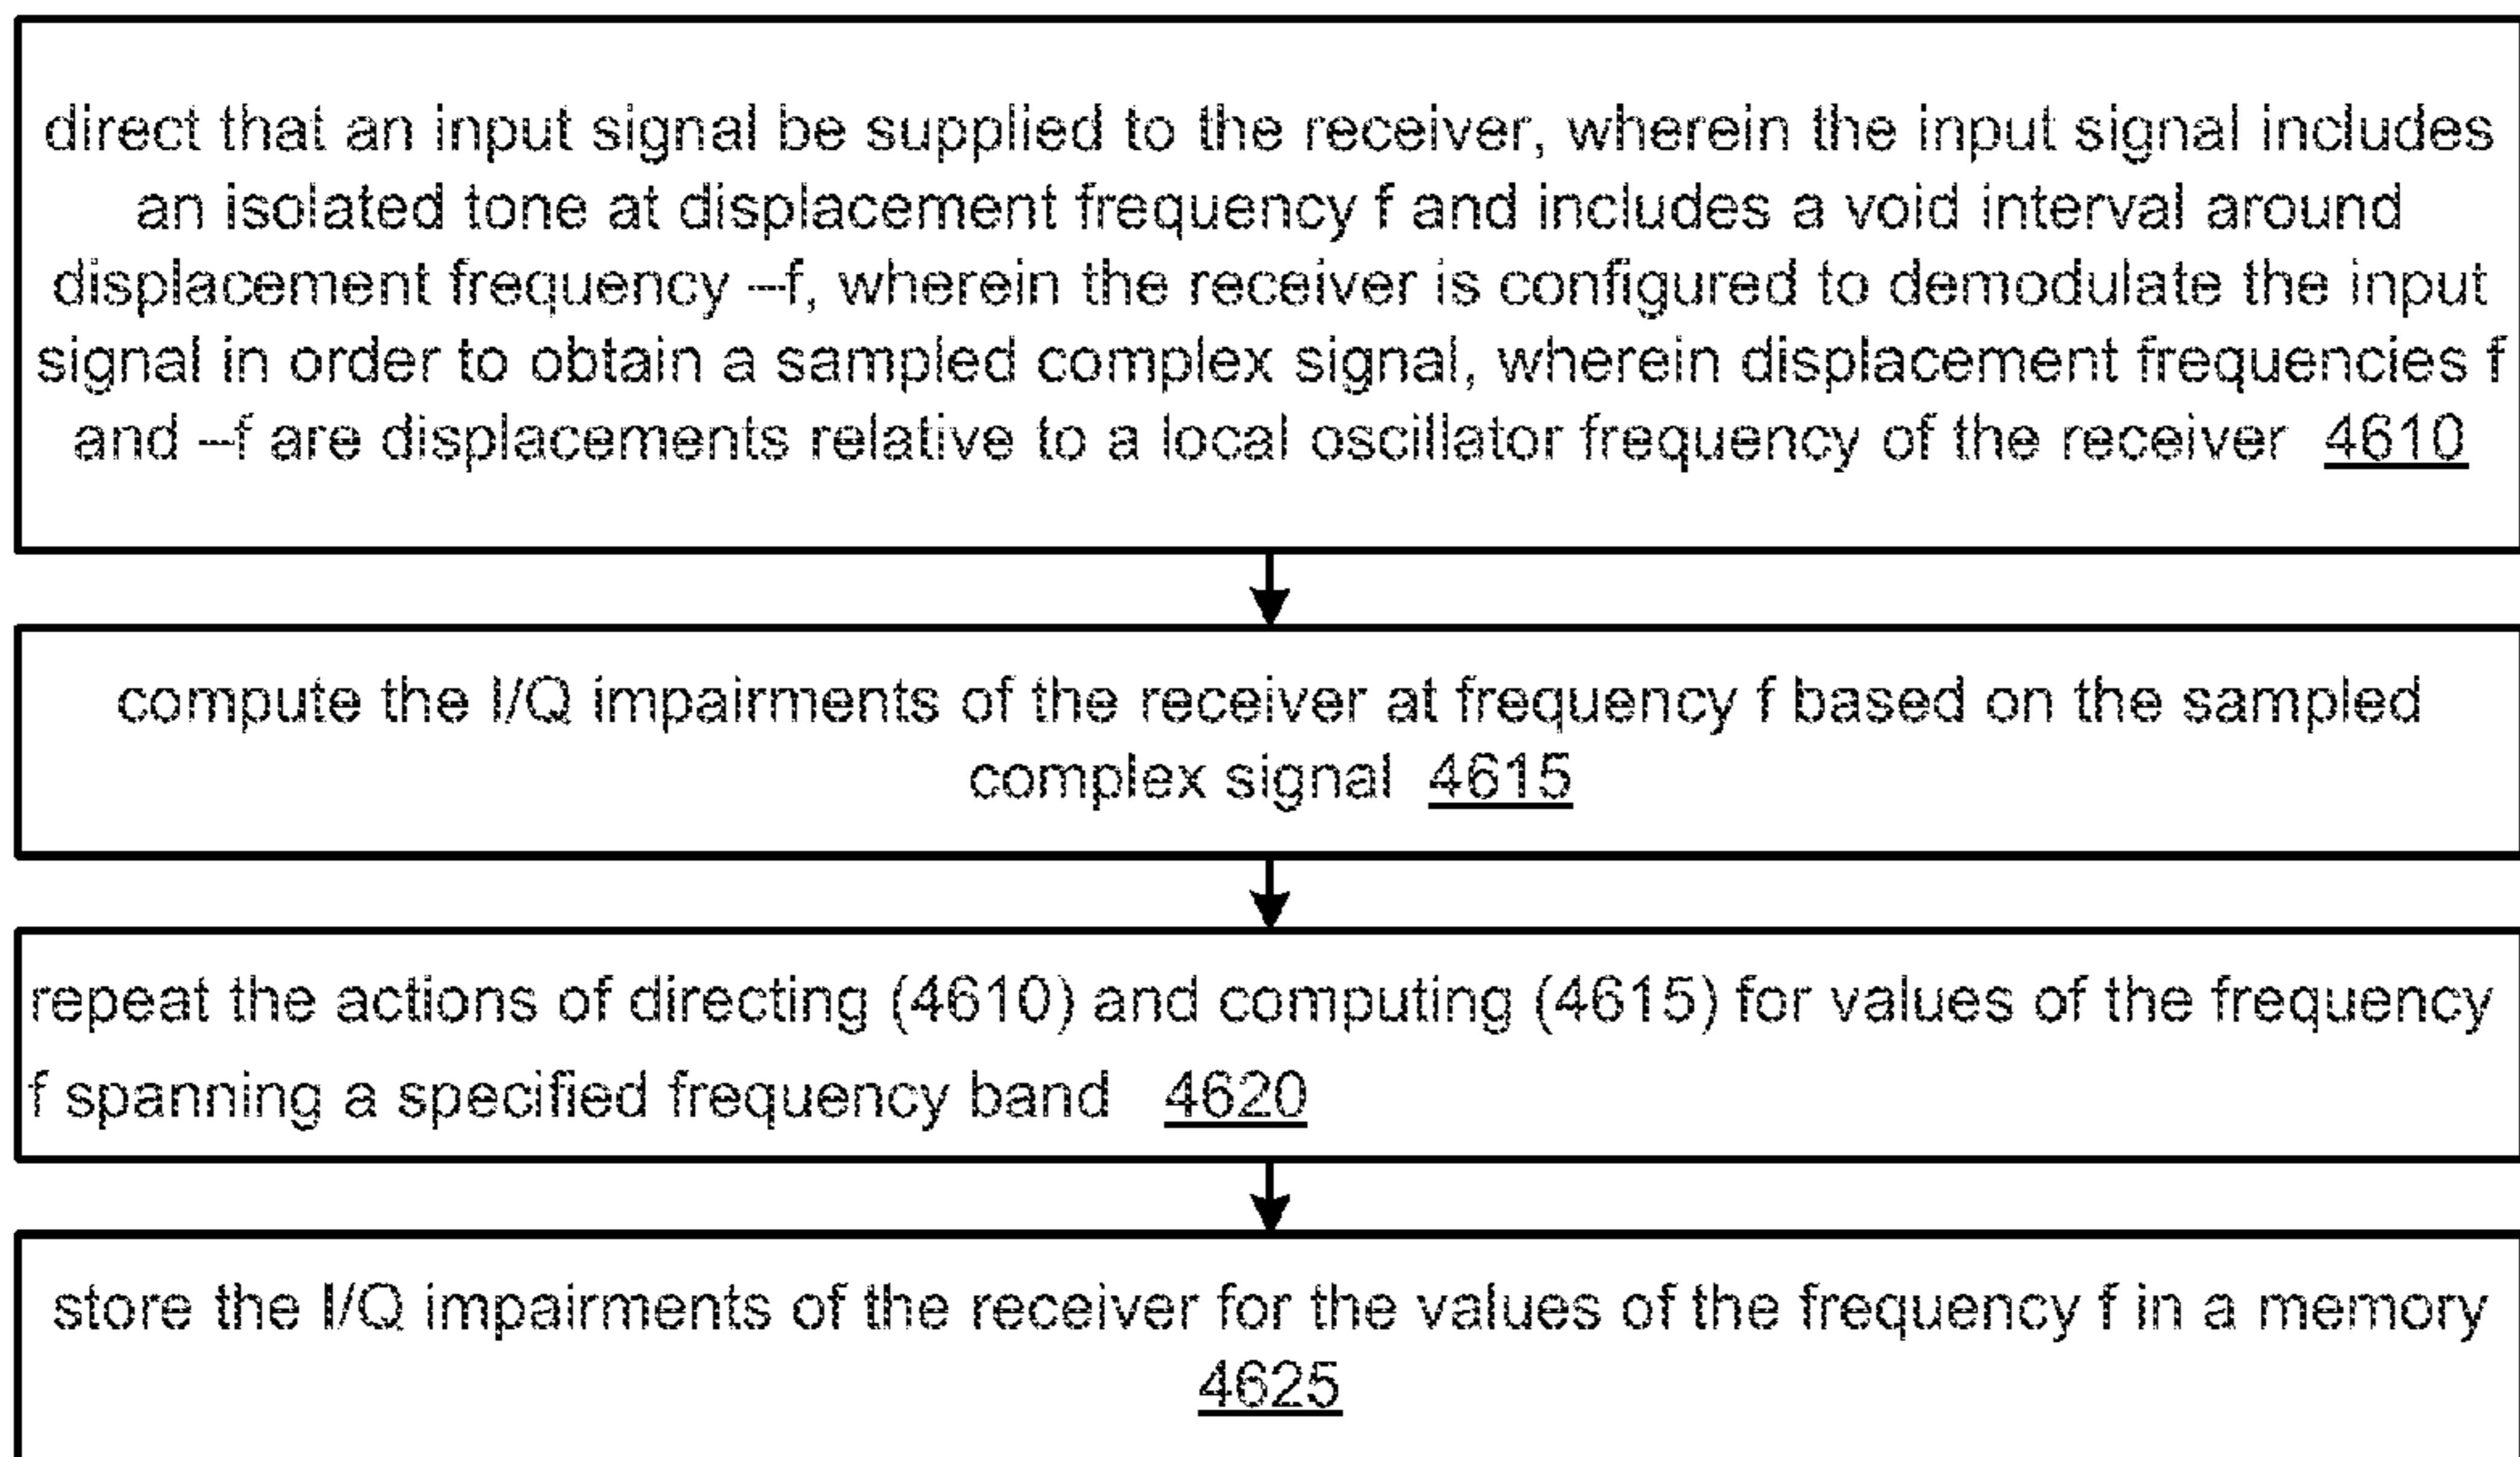 direct that an input signal be supplied to the receiver, wherein the input signal includes
an isolated tone at displacement frequency f and includes a void interval around
displacement frequency –f, wherein the receiver is configured to demodulate the input
signal in order to obtain a sampled complex signal, wherein displacement frequencies f
and –f are displacements relative to a local oscillator frequency of the receiver 4610
compute the I/Q impairments of the receiver at frequency f based on the sampled
complex signal 4615
repeat the actions of directing (4610) and computing (4615) for values of the frequency
f spanning a specified frequency band 4620
store the I/Q impairments of the receiver for the values of the frequency f in a memory
4625